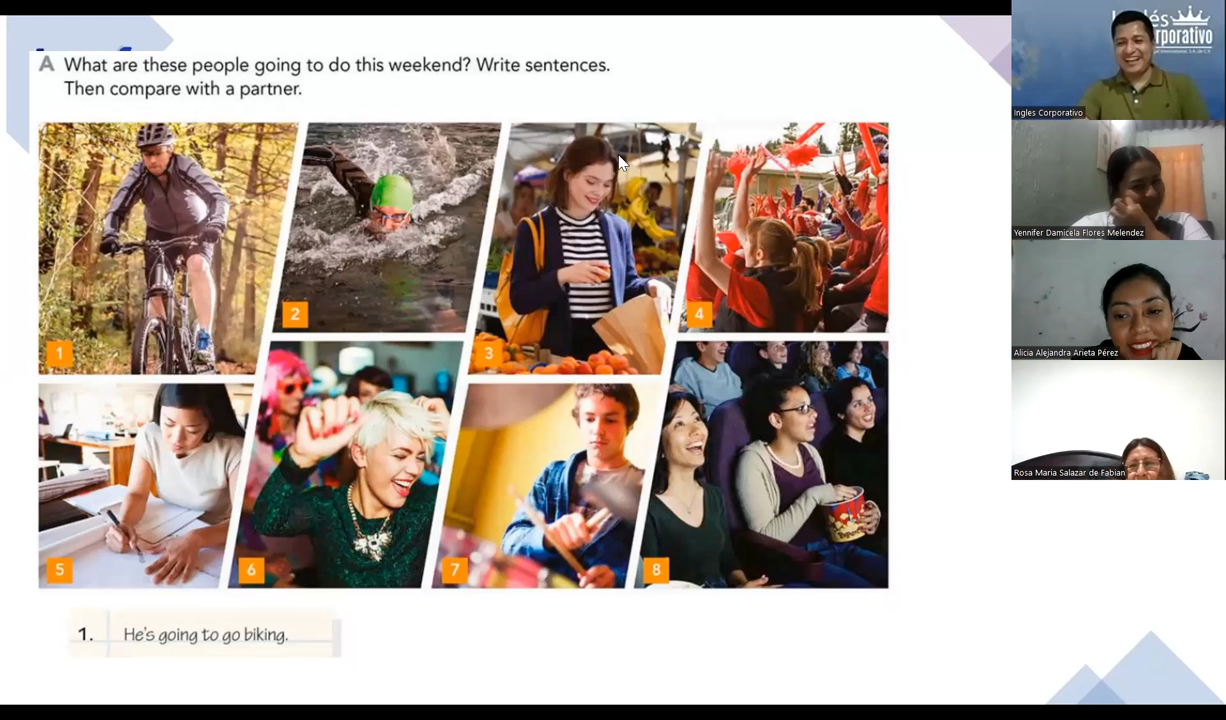 A What are these people going to do this weekend? Write sentences.
Then compare with a partner.
1
2
3
4
5
6
7
8
1. He's going to go biking.
Inglés
Corporativo
Ingles Corporativo
Yennifer Damicela Flores Melendez
Alicia Alejandra Arieta Pérez
Rosa Maria Salazar de Fabian